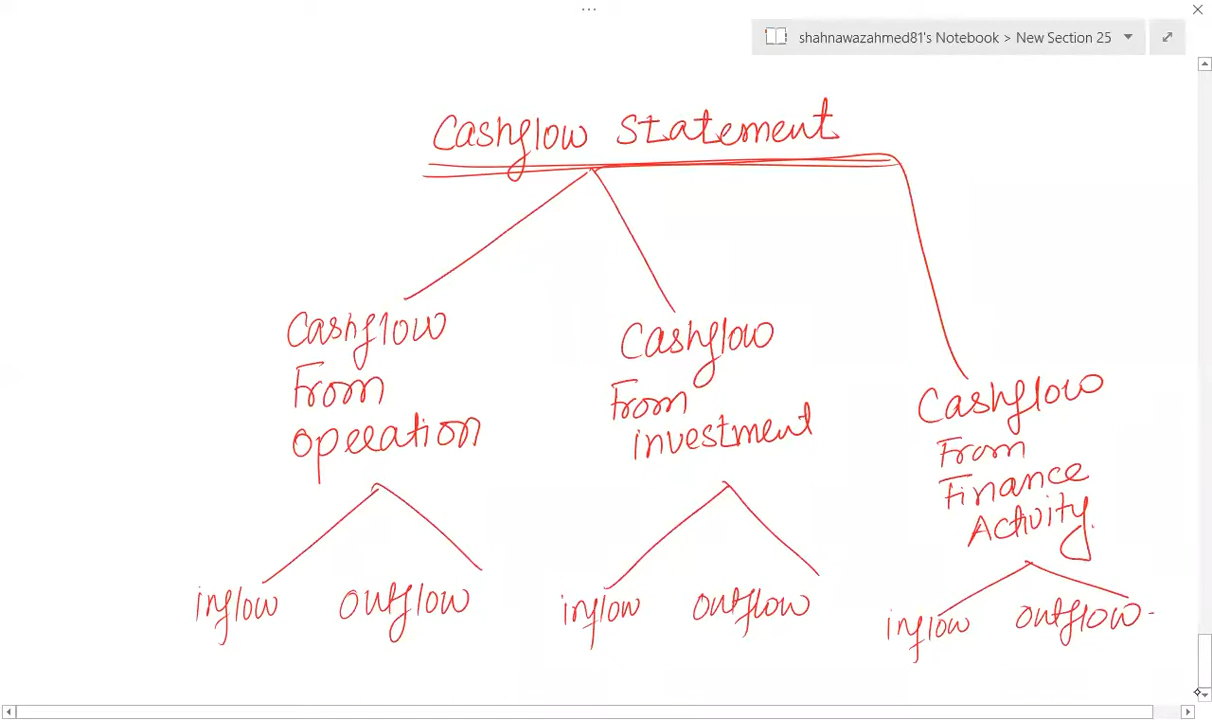 shahnawazahmed81's Notebook > New Section 25
Cashflow Statement
Cashflow
From
operation
Cashflow
From
investment
Cashflow
From
Finance
Activity.
inflow outflow
inflow outflow
inflow outflow